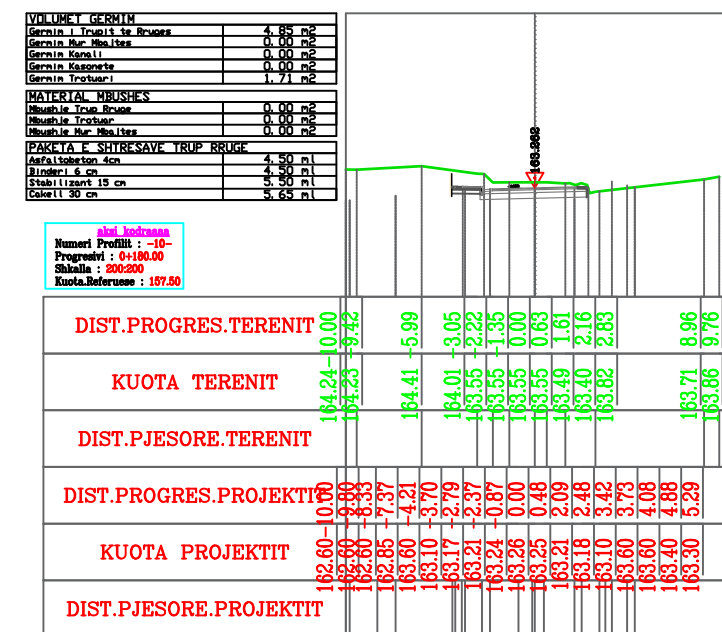 VOLUMET GERMIM
Germim i Trupit te Rruges 4.85 m2
Germim Mur Mbajtes 0.00 m2
Germim Kanali 0.00 m2
Germim Kasonete 0.00 m2
Germim Trotuari 1.71 m2
MATERIAL MBUSHES
Mbushje Trup Rruge 0.00 m2
Mbushje Trotuar 0.00 m2
Mbushje Mur Mbajtes 0.00 m2
PAKETA E SHTRESAVE TRUP RRUGE
Asfaltobeton 4cm 4.50 ml
Binderi 6 cm 4.50 ml
Stabilizant 15 cm 5.50 ml
Cakell 30 cm 5.65 ml
163.262
aksi kodraaaa
Numeri Profilit : -10-
Progresivi : 0+180.00
Shkalla : 200:200
Kuota.Referuese : 157.50
DIST.PROGRES.TERENIT -10.00 -9.42 -5.99 -3.05 -2.22 -1.35 0.00 0.63 1.61 2.16 2.83 8.96 9.76
KUOTA TERENIT 164.24 164.23 164.41 164.01 163.55 163.55 163.55 163.55 163.49 163.40 163.82 163.71 163.86
DIST.PJESORE.TERENIT
DIST.PROGRES.PROJEKTIT -10.00 -9.80 -8.33 -7.37 -4.21 -3.70 -2.79 -2.37 -0.87 0.00 0.48 2.09 2.48 3.42 3.73 4.08 4.88 5.29
KUOTA PROJEKTIT 162.60 162.60 162.60 162.85 163.60 163.10 163.17 163.21 163.24 163.26 163.25 163.21 163.18 163.10 163.60 163.60 163.40 163.30
DIST.PJESORE.PROJEKTIT